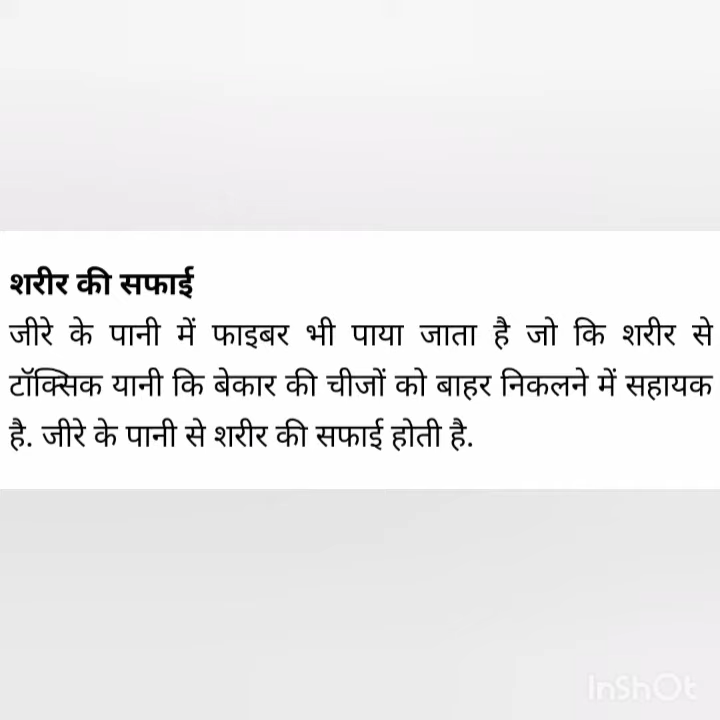 शरीर की सफाई
जीरे के पानी में फाइबर भी पाया जाता है जो कि शरीर से
टॉक्सिक यानी कि बेकार की चीजों को बाहर निकलने में सहायक
है. जीरे के पानी से शरीर की सफाई होती है.
InShOt